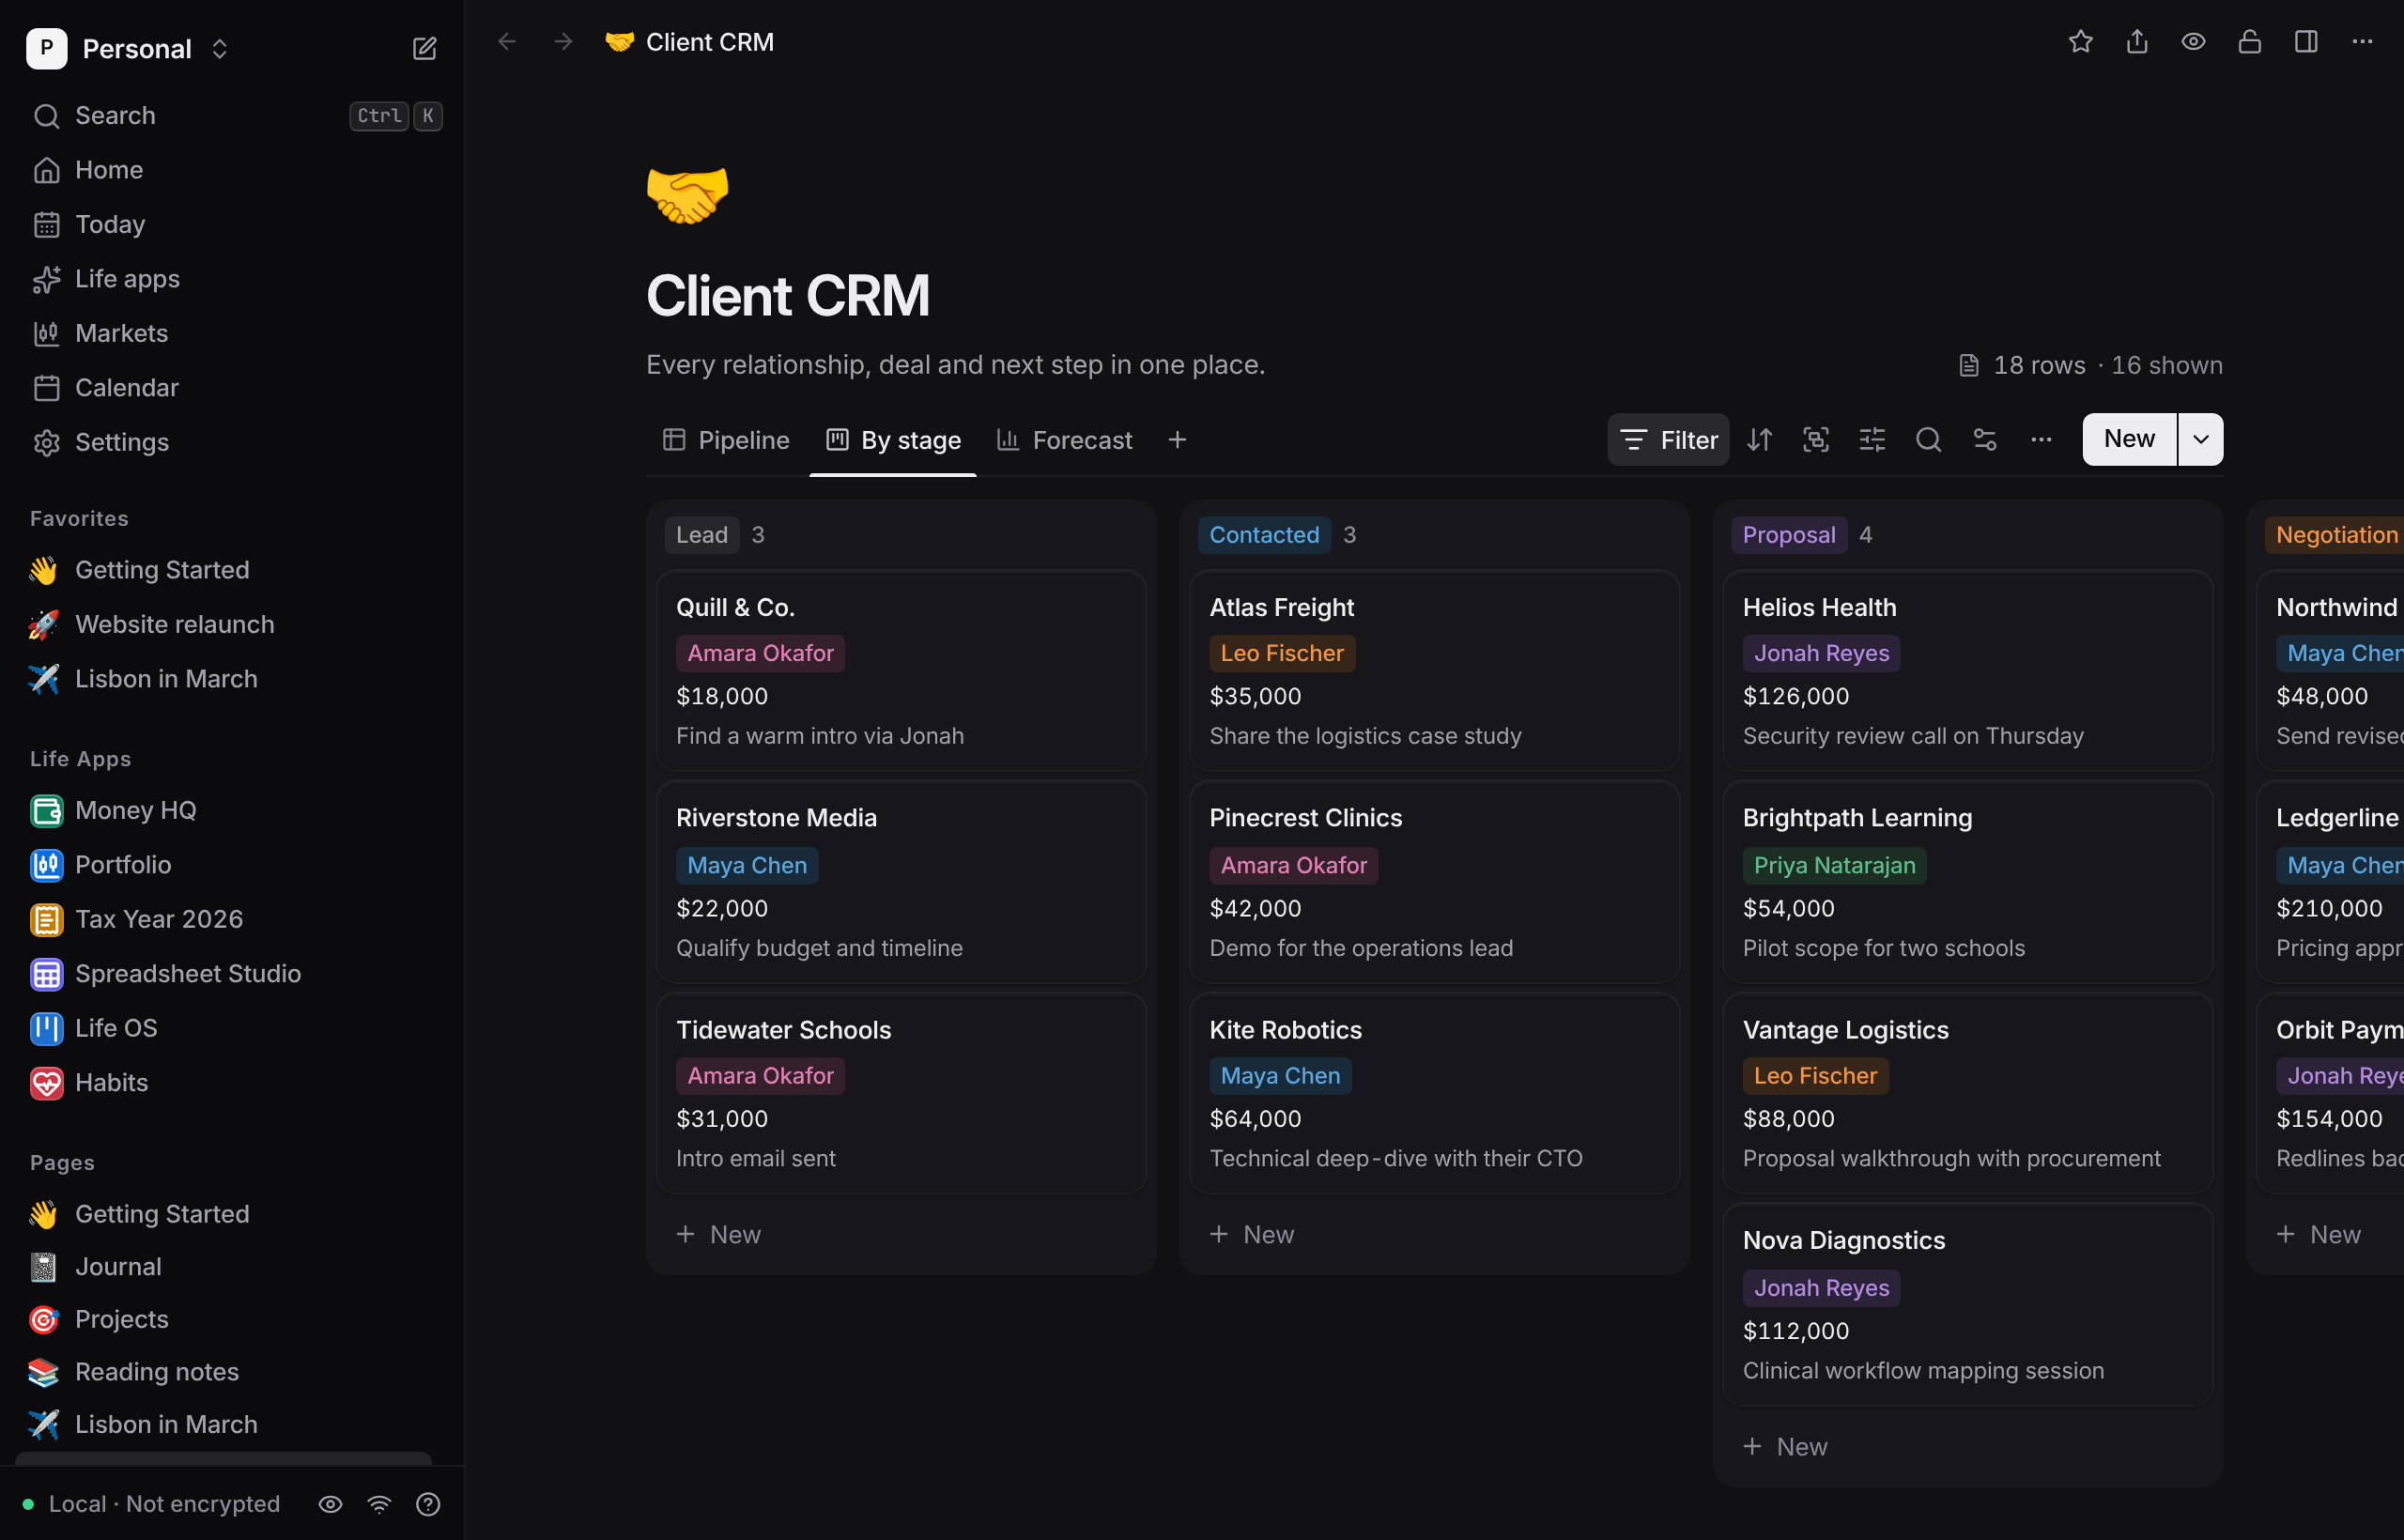 P Personal
Search Ctrl K
Home
Today
Life apps
Markets
Calendar
Settings
Favorites
Getting Started
Website relaunch
Lisbon in March
Life Apps
Money HQ
Portfolio
Tax Year 2026
Spreadsheet Studio
Life OS
Habits
Pages
Getting Started
Journal
Projects
Reading notes
Lisbon in March
Local · Not encrypted
Client CRM
Client CRM
Every relationship, deal and next step in one place.
18 rows · 16 shown
Pipeline By stage Forecast
Filter New
Lead 3
Quill & Co.
Amara Okafor
$18,000
Find a warm intro via Jonah
Riverstone Media
Maya Chen
$22,000
Qualify budget and timeline
Tidewater Schools
Amara Okafor
$31,000
Intro email sent
New
Contacted 3
Atlas Freight
Leo Fischer
$35,000
Share the logistics case study
Pinecrest Clinics
Amara Okafor
$42,000
Demo for the operations lead
Kite Robotics
Maya Chen
$64,000
Technical deep-dive with their CTO
New
Proposal 4
Helios Health
Jonah Reyes
$126,000
Security review call on Thursday
Brightpath Learning
Priya Natarajan
$54,000
Pilot scope for two schools
Vantage Logistics
Leo Fischer
$88,000
Proposal walkthrough with procurement
Nova Diagnostics
Jonah Reyes
$112,000
Clinical workflow mapping session
New
Negotiation
Northwind
Maya Chen
$48,000
Send
Ledgerline
Maya Chen
$210,000
Pricing
Orbit
Jonah
$154,000
Redlines
New